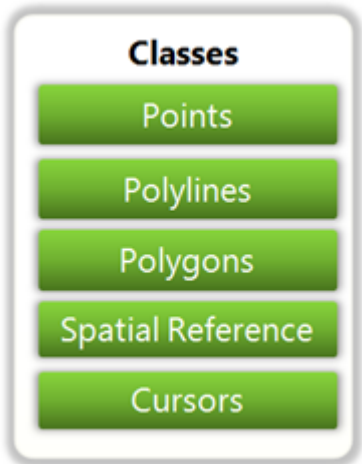 Classes
Points
Polylines
Polygons
Spatial Reference
Cursors